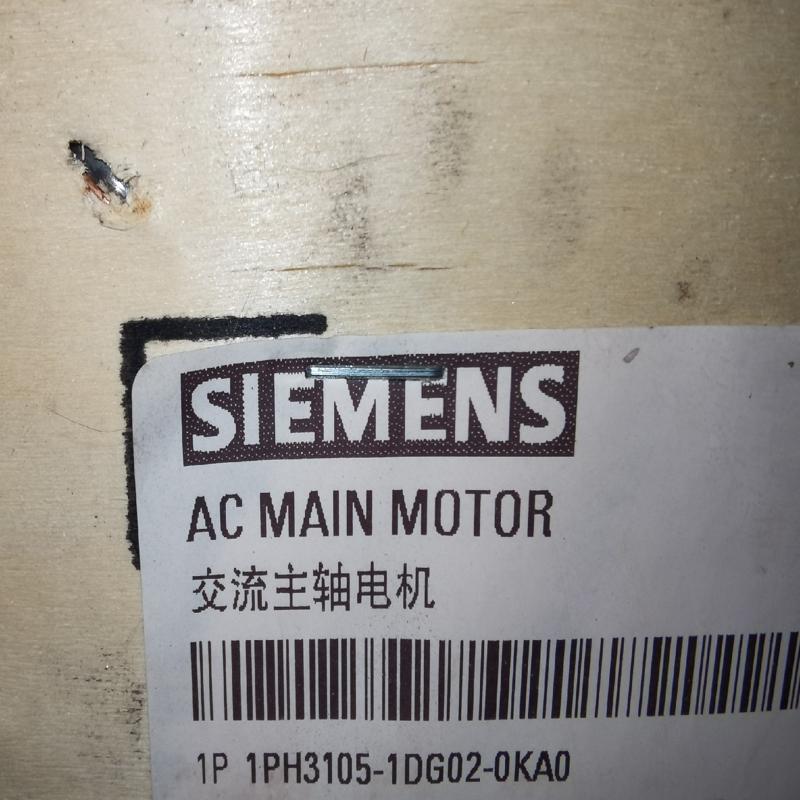 SIEMENS
AC MAIN MOTOR
交流主轴电机
1P 1PH3105-1DG02-0KA0